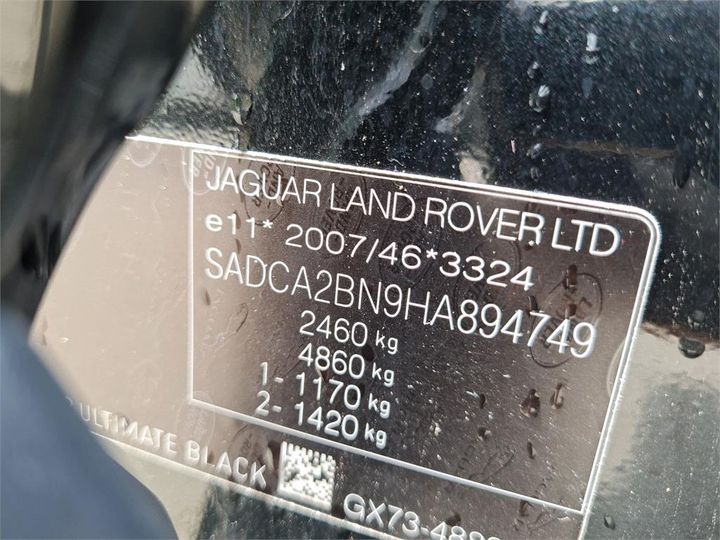 JAGUAR LAND ROVER LTD
e11* 2007/46*3324
SADCA2BN9HA894749
2460 kg
4860 kg
1- 1170 kg
2- 1420 kg
ULTIMATE BLACK